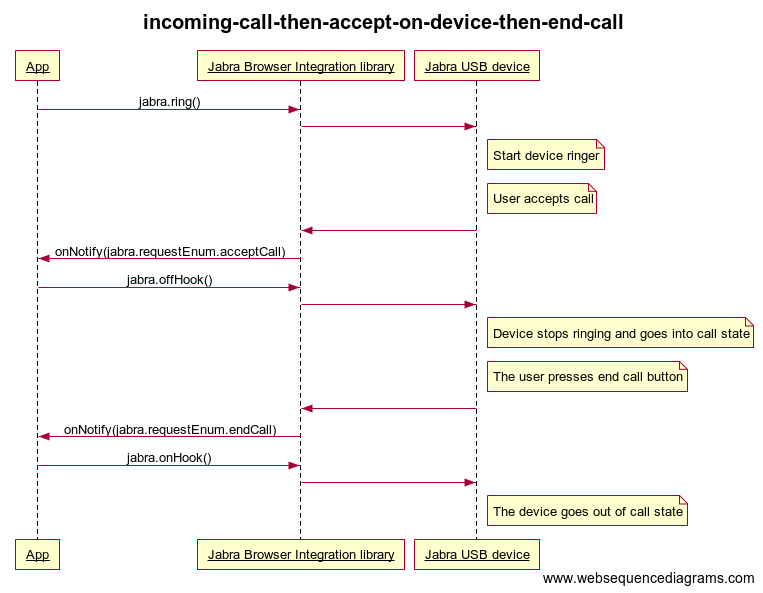 incoming-call-then-accept-on-device-then-end-call
App
Jabra Browser Integration library
Jabra USB device
jabra.ring()
Start device ringer
User accepts call
onNotify(jabra.requestEnum.acceptCall)
jabra.offHook()
Device stops ringing and goes into call state
The user presses end call button
onNotify(jabra.requestEnum.endCall)
jabra.onHook()
The device goes out of call state
App
Jabra Browser Integration library
Jabra USB device
www.websequencediagrams.com